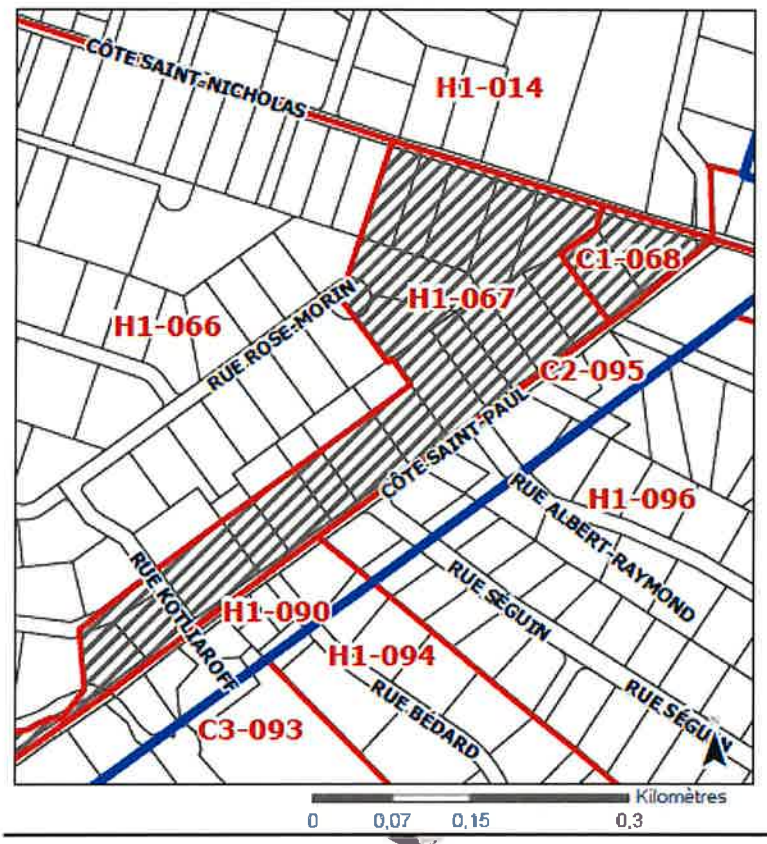 CÔTE SAINT-NICHOLAS
H1-014
C1-068
H1-067
H1-066
RUE ROSE-MORIN
C2-095
CÔTE SAINT-PAUL
H1-096
RUE ALBERT-RAYMOND
RUE KOTLIAROFF
RUE SÉGUIN
H1-090
H1-094
RUE BÉDARD
RUE SÉGUIN
C3-093
Kilomètres
0 0,07 0,15 0,3